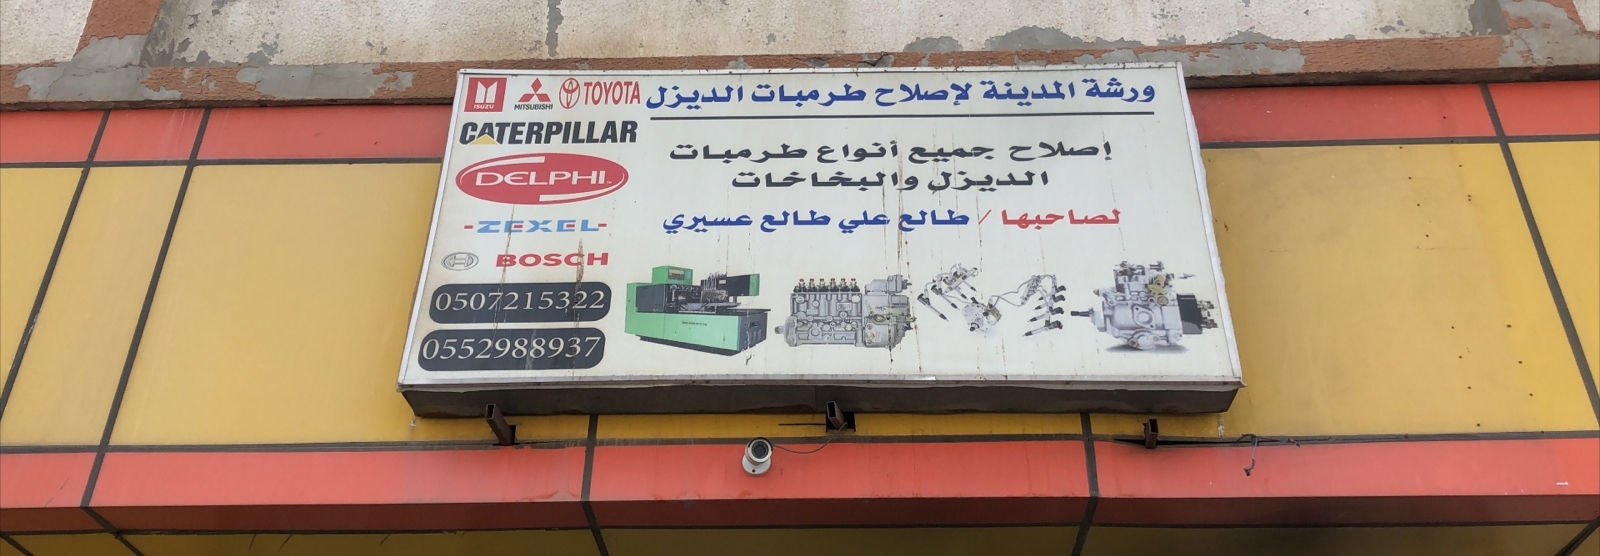 ورشة المدينة لإصلاح طرمبات الديزل
إصلاح جميع أنواع طرمبات
الديزل والبخاخات
لصاحبها / طالع علي طالع عسيري
ISUZU
MITSUBISHI
TOYOTA
CATERPILLAR
DELPHI
-ZEXEL-
BOSCH
0507215322
0552988937